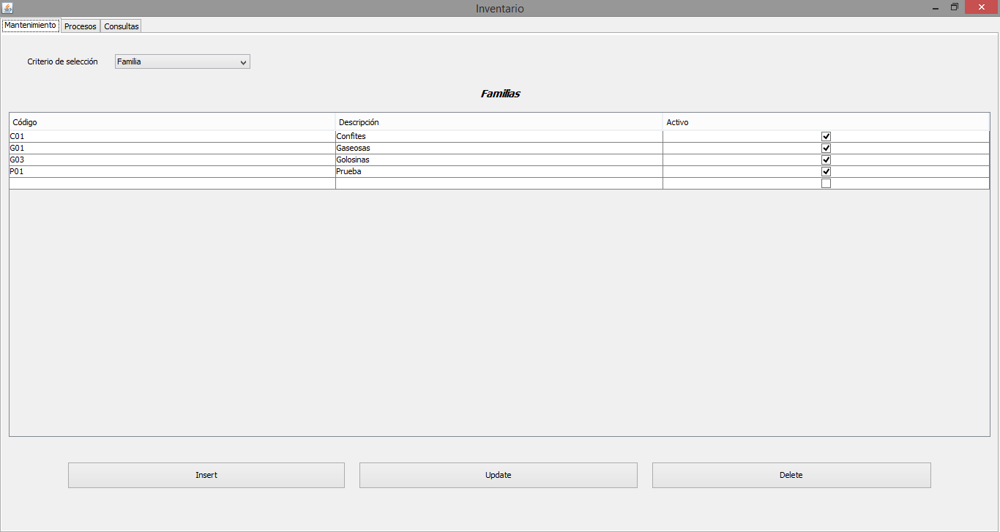 Inventario
Mantenimiento Procesos Consultas
Criterio de selección Familia
Familias
Código Descripción Activo
C01 Confites
G01 Gaseosas
G03 Golosinas
P01 Prueba
Insert Update Delete